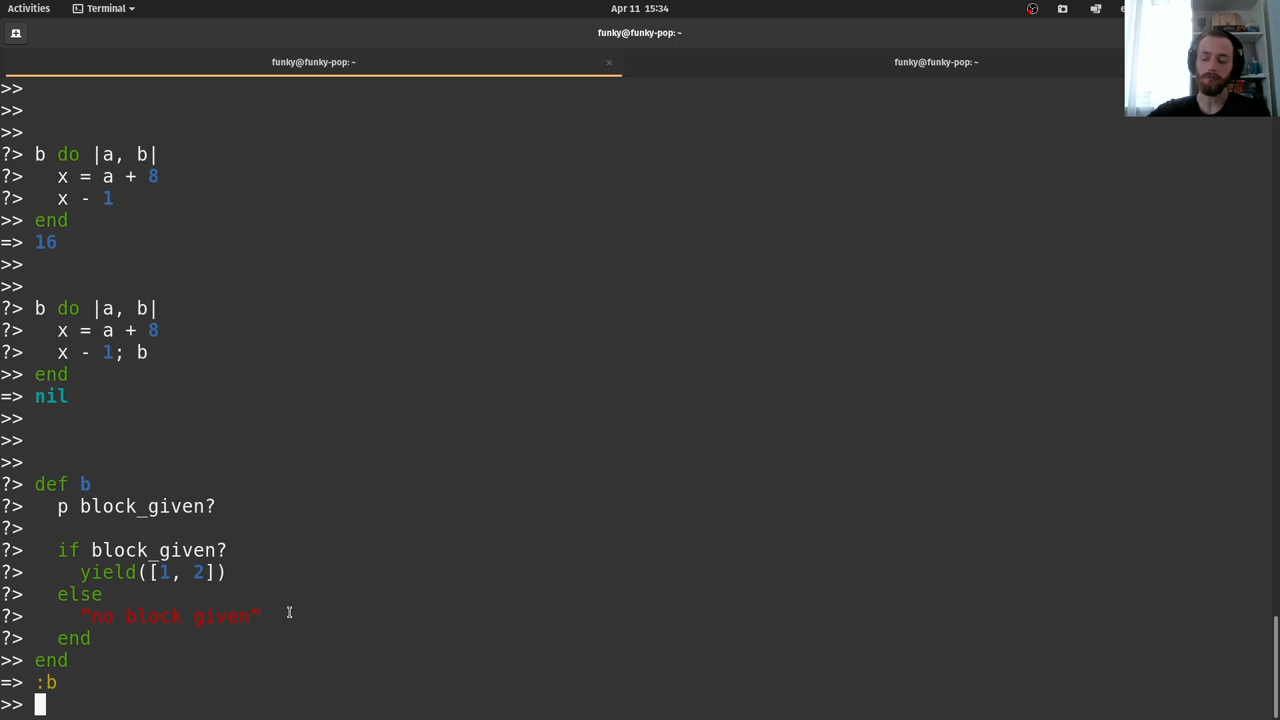 Activities Terminal Apr 11 15:34
funky@funky-pop: ~
funky@funky-pop: ~ × funky@funky-pop: ~
>>
>>
>>
?> b do |a, b|
?>   x = a + 8
?>   x - 1
>> end
=> 16
>>
>>
?> b do |a, b|
?>   x = a + 8
?>   x - 1; b
>> end
=> nil
>>
>>
>>
?> def b
?>   p block_given?
?>
?>   if block_given?
?>     yield([1, 2])
?>   else
?>     "no block given"
?>   end
>> end
=> :b
>>